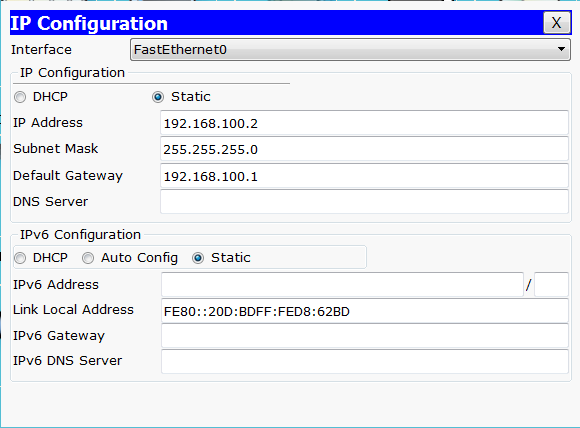 IP Configuration X
Interface FastEthernet0
IP Configuration
DHCP Static
IP Address 192.168.100.2
Subnet Mask 255.255.255.0
Default Gateway 192.168.100.1
DNS Server
IPv6 Configuration
DHCP Auto Config Static
IPv6 Address /
Link Local Address FE80::20D:BDFF:FED8:62BD
IPv6 Gateway
IPv6 DNS Server